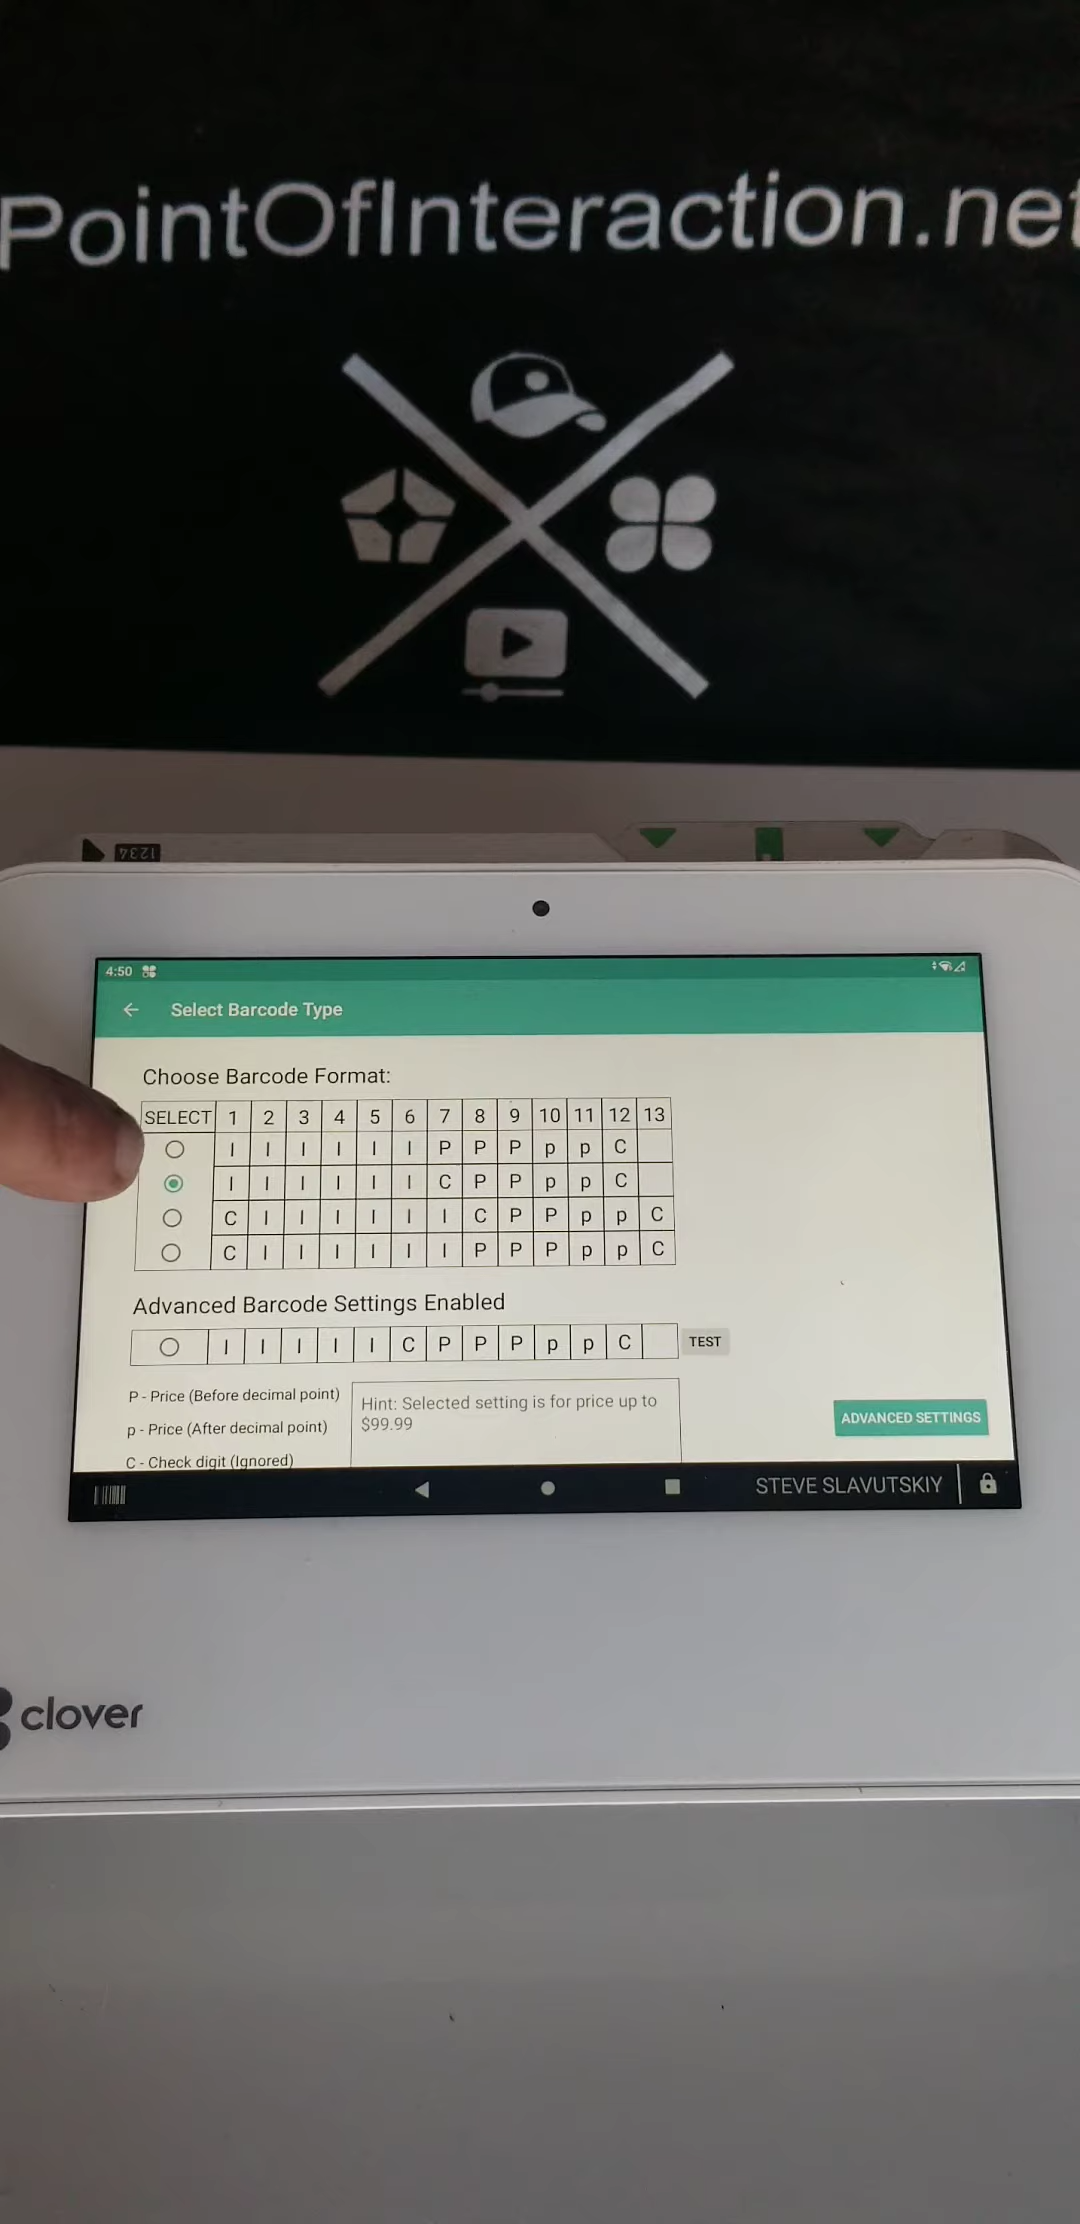 PointOfInteraction.net
1234
4:50
Select Barcode Type
Choose Barcode Format:
SELECT 1 2 3 4 5 6 7 8 9 10 11 12 13
I I I I I I P P P p p C
I I I I I I C P P p p C
C I I I I I I C P P p p C
C I I I I I I P P P p p C
Advanced Barcode Settings Enabled
I I I I I C P P P p p C TEST
P - Price (Before decimal point)
p - Price (After decimal point)
C - Check digit (Ignored)
Hint: Selected setting is for price up to
$99.99
ADVANCED SETTINGS
STEVE SLAVUTSKIY
clover